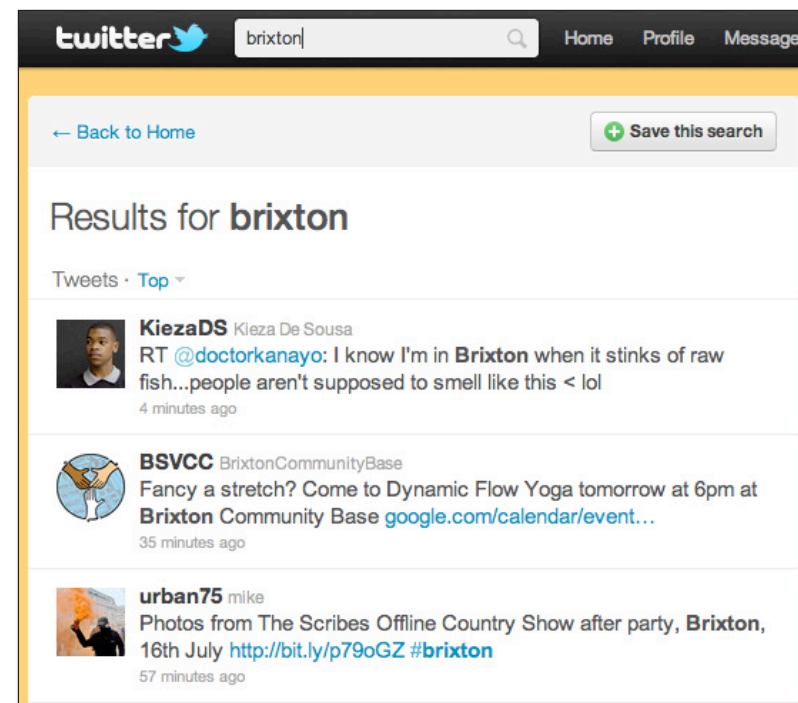 twitter brixton Home Profile Message
← Back to Home Save this search
Results for brixton
Tweets · Top
KiezaDS Kieza De Sousa
RT @doctorkanayo: I know I'm in Brixton when it stinks of raw
fish...people aren't supposed to smell like this < lol
4 minutes ago
BSVCC BrixtonCommunityBase
Fancy a stretch? Come to Dynamic Flow Yoga tomorrow at 6pm at
Brixton Community Base google.com/calendar/event…
35 minutes ago
urban75 mike
Photos from The Scribes Offline Country Show after party, Brixton,
16th July http://bit.ly/p79oGZ #brixton
57 minutes ago